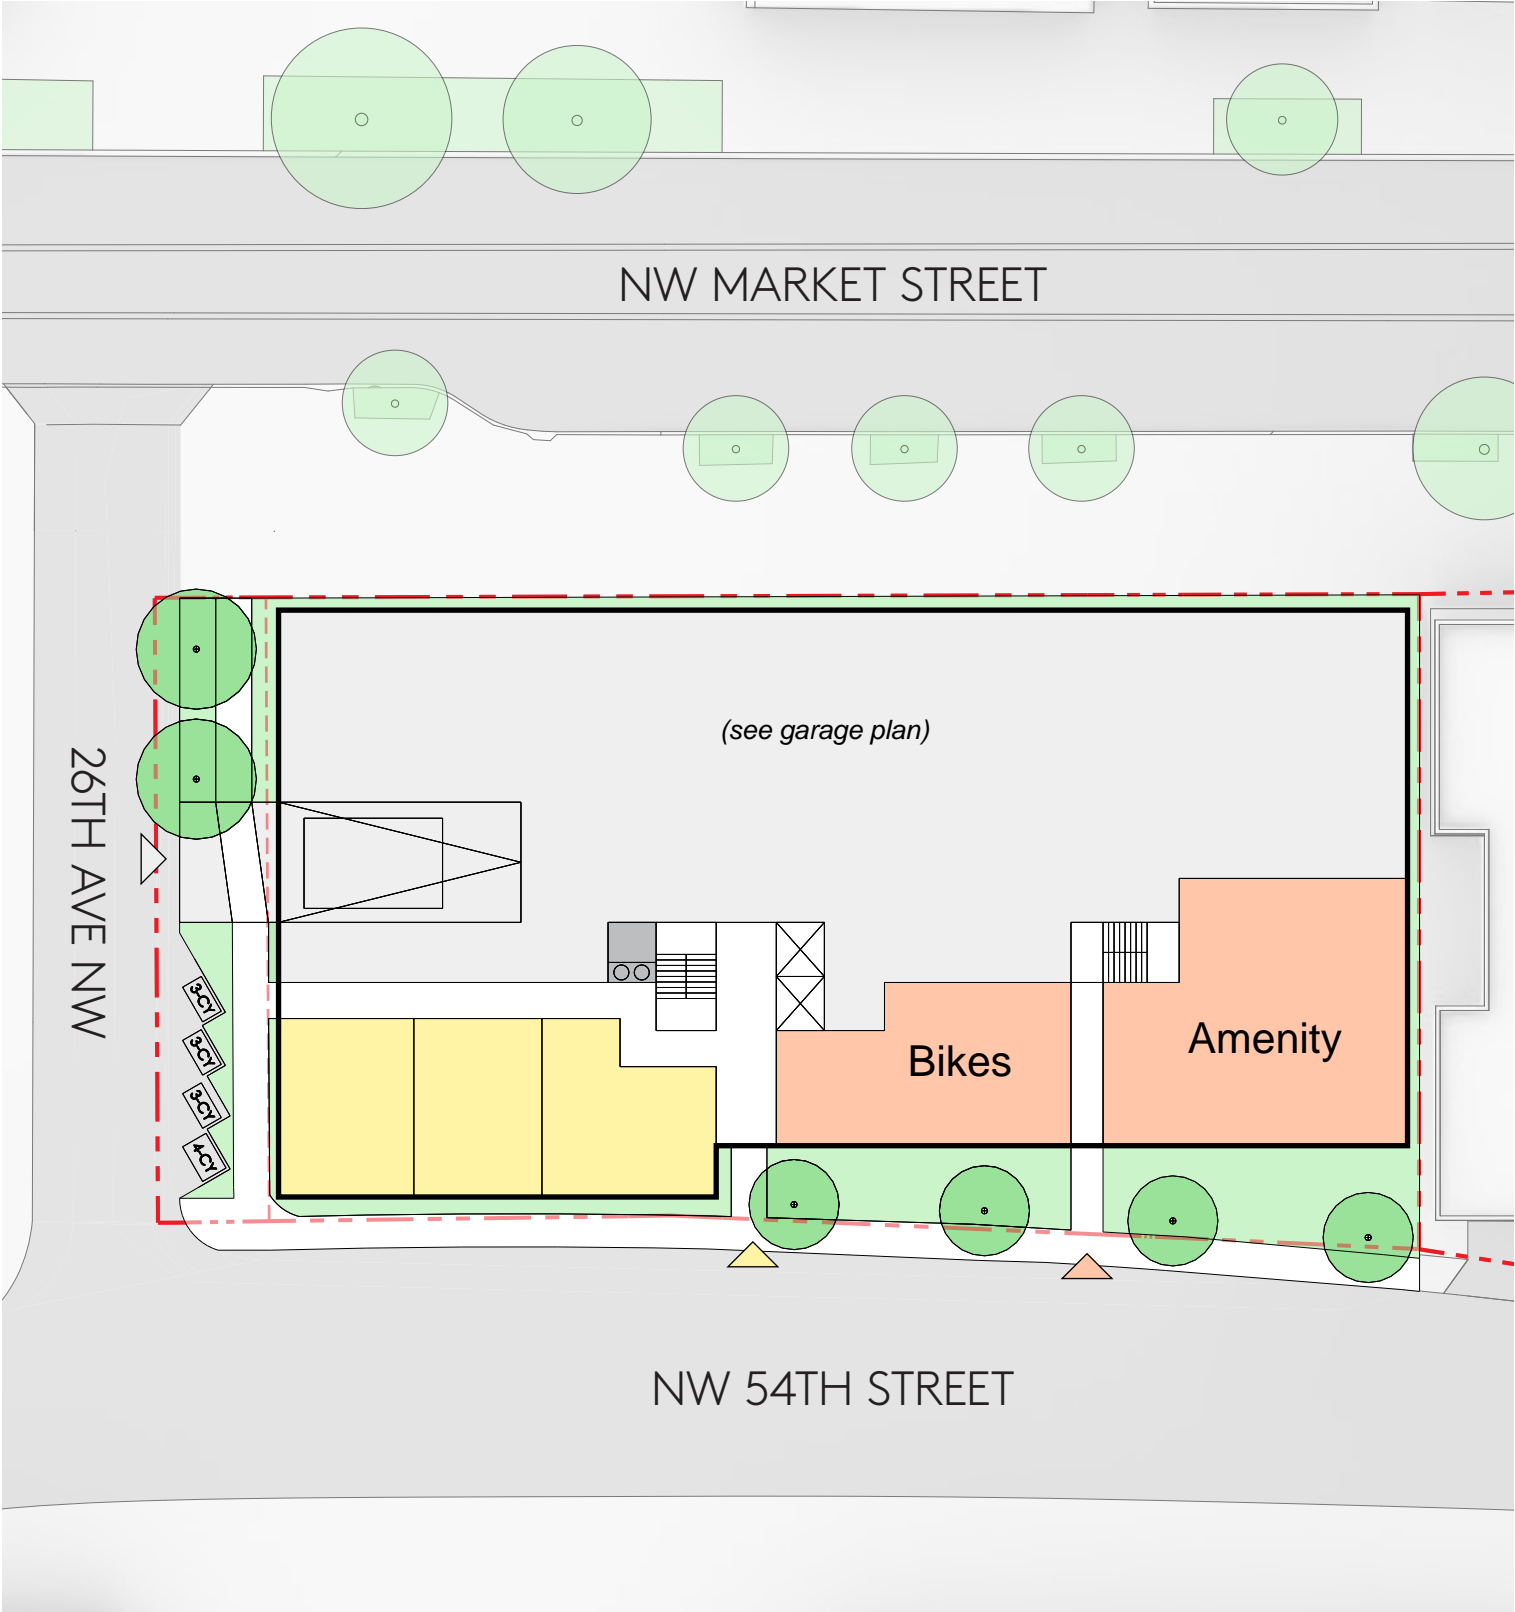 NW MARKET STREET
(see garage plan)
26TH AVE NW
3-CY
3-CY
3-CY
4-CY
Bikes
Amenity
NW 54TH STREET